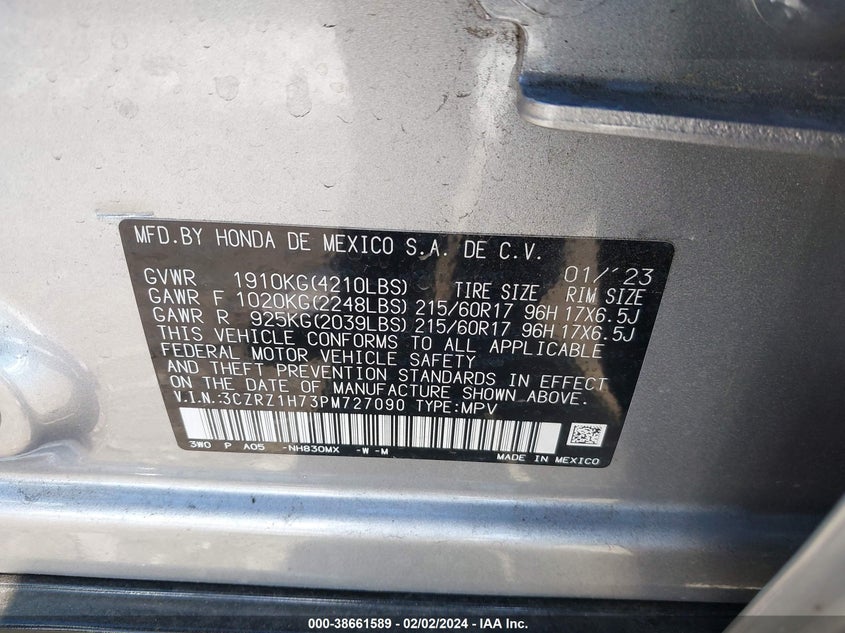 MFD.BY HONDA DE MEXICO S.A. DE C.V.
01/'23
GVWR 1910KG(4210LBS) TIRE SIZE RIM SIZE
GAWR F 1020KG(2248LBS) 215/60R17 96H 17X6.5J
GAWR R 925KG(2039LBS) 215/60R17 96H 17X6.5J
THIS VEHICLE CONFORMS TO ALL APPLICABLE
FEDERAL MOTOR VEHICLE SAFETY
AND THEFT PREVENTION STANDARDS IN EFFECT
ON THE DATE OF MANUFACTURE SHOWN ABOVE.
V.I.N.:3CZRZ1H73PM727090 TYPE:MPV
3W0 P A05 -NH830MX -W -M
MADE IN MEXICO
000-38661589 / 02/02/2024 - IAA Inc.